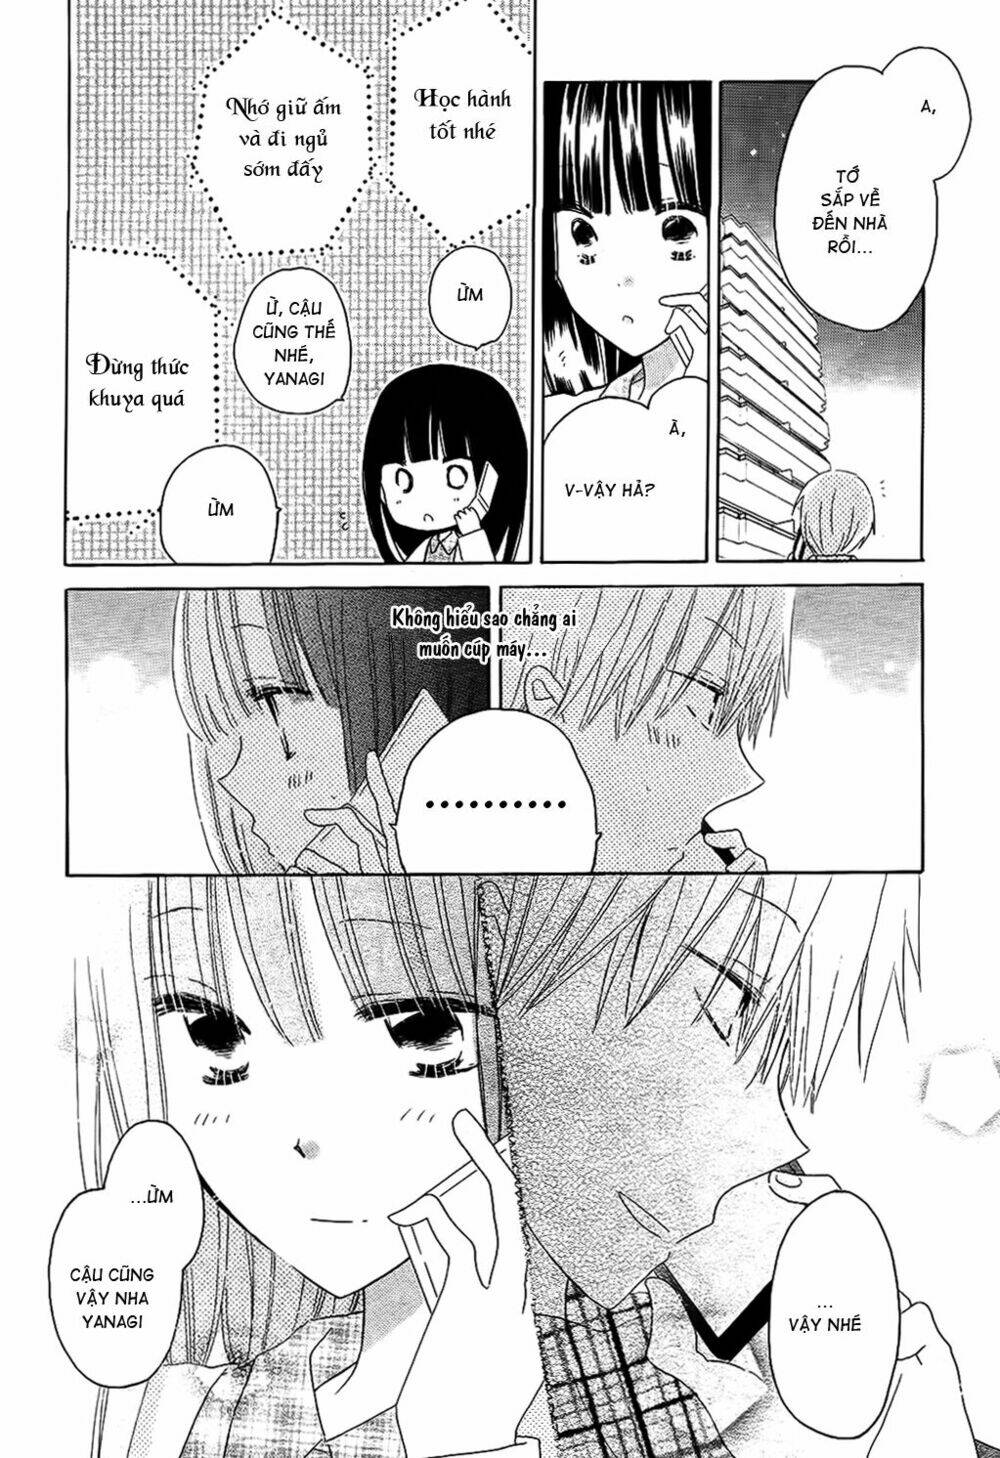 A,
TỚ
SẮP VỀ
ĐẾN NHÀ
RỒI...
À,
V-VẬY HẢ?
Học hành
tốt nhé
ỪM
Nhớ giữ ấm
và đi ngủ
sớm đấy
Ừ, CẬU
CŨNG THẾ
NHÉ,
YANAGI
Đừng thức
khuya quá
ỪM
Không hiểu sao chẳng ai
muốn cúp máy...
..........
...
VẬY NHÉ
...ỪM
CẬU CŨNG
VẬY NHA
YANAGI